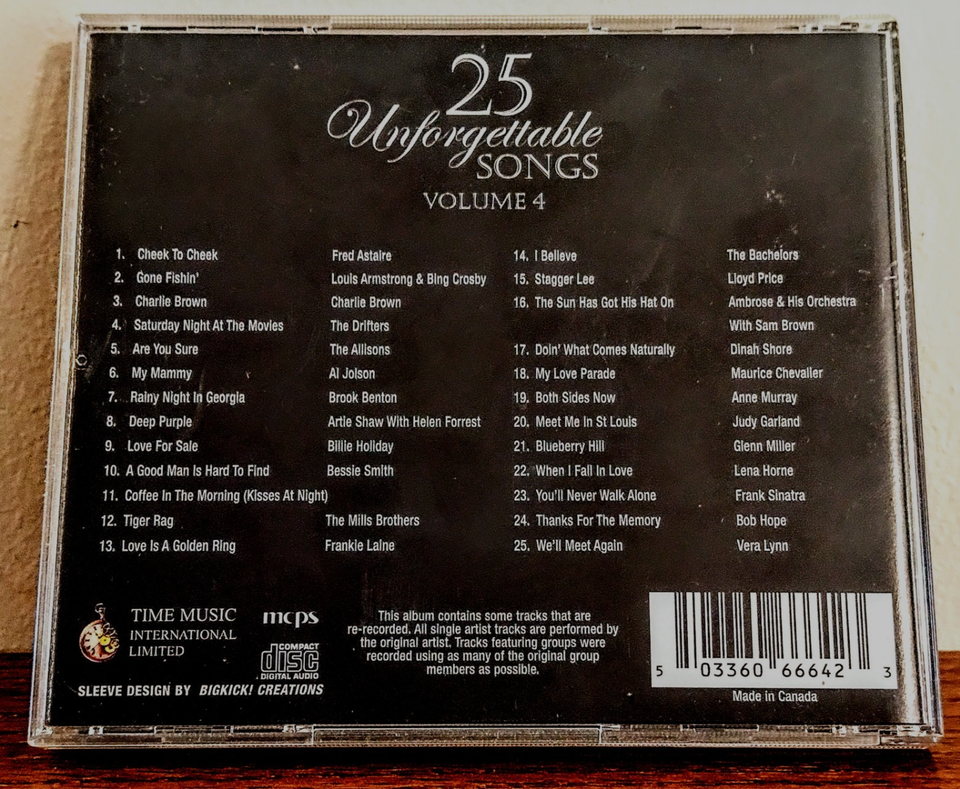 25
Unforgettable
SONGS
VOLUME 4
1. Cheek To Cheek Fred Astaire
2. Gone Fishin' Louis Armstrong & Bing Crosby
3. Charlie Brown Charlie Brown
4. Saturday Night At The Movies The Drifters
5. Are You Sure The Allisons
6. My Mammy Al Jolson
7. Rainy Night In Georgia Brook Benton
8. Deep Purple Artie Shaw With Helen Forrest
9. Love For Sale Billie Holiday
10. A Good Man Is Hard To Find Bessie Smith
11. Coffee In The Morning (Kisses At Night)
12. Tiger Rag The Mills Brothers
13. Love Is A Golden Ring Frankie Laine
14. I Believe The Bachelors
15. Stagger Lee Lloyd Price
16. The Sun Has Got His Hat On Ambrose & His Orchestra
With Sam Brown
17. Doin' What Comes Naturally Dinah Shore
18. My Love Parade Maurice Chevalier
19. Both Sides Now Anne Murray
20. Meet Me In St Louis Judy Garland
21. Blueberry Hill Glenn Miller
22. When I Fall In Love Lena Horne
23. You'll Never Walk Alone Frank Sinatra
24. Thanks For The Memory Bob Hope
25. We'll Meet Again Vera Lynn
TIME MUSIC
INTERNATIONAL
LIMITED
mcps
COMPACT
disc
DIGITAL AUDIO
SLEEVE DESIGN BY BIGKICK! CREATIONS
This album contains some tracks that are
re-recorded. All single artist tracks are performed by
the original artist. Tracks featuring groups were
recorded using as many of the original group
members as possible.
5 03360 66642 3
Made in Canada